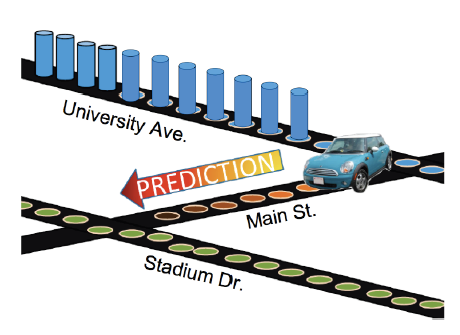 University Ave.
PREDICTION
Main St.
Stadium Dr.